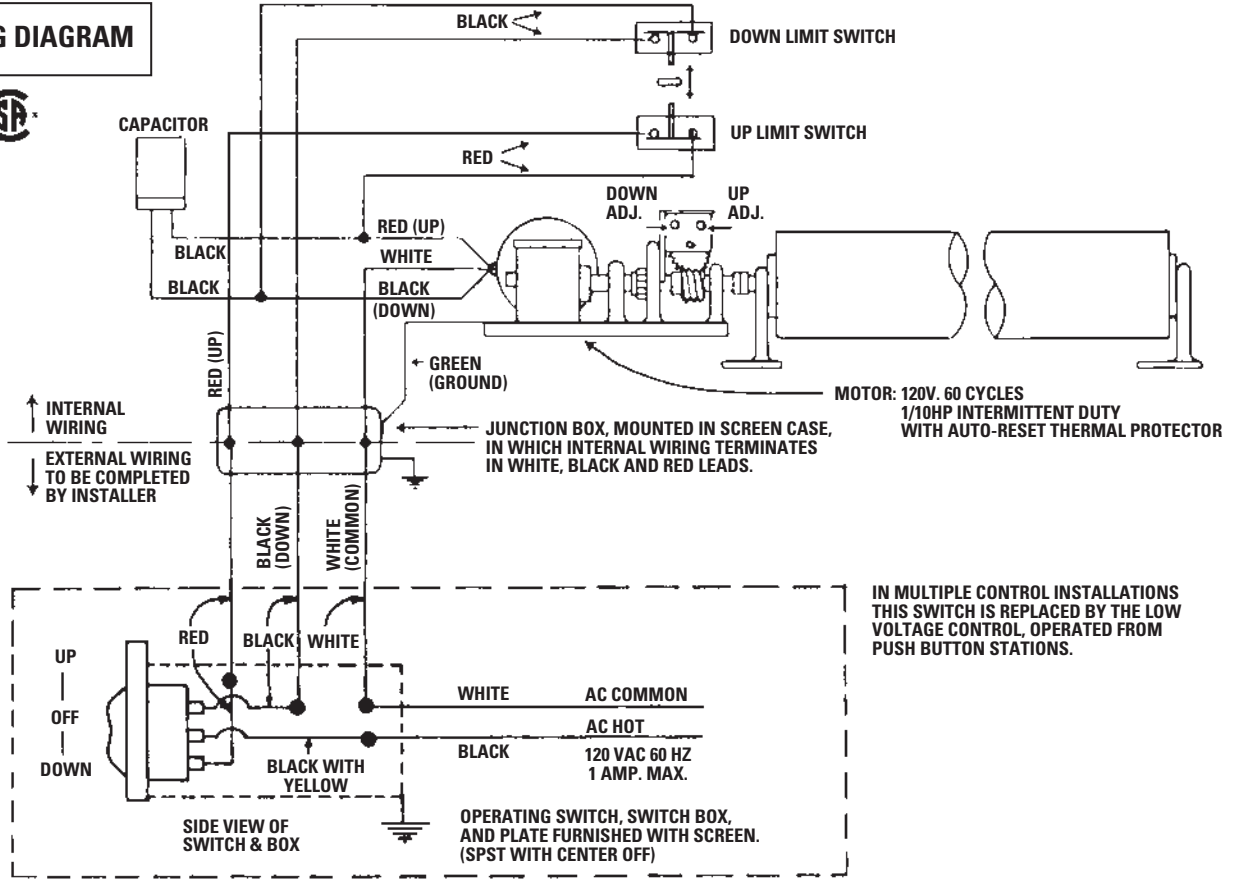 G DIAGRAM
SA
BLACK
DOWN LIMIT SWITCH
CAPACITOR
UP LIMIT SWITCH
RED
DOWN
ADJ.
UP
ADJ.
RED (UP)
BLACK
WHITE
BLACK
BLACK
(DOWN)
RED (UP)
GREEN
(GROUND)
MOTOR: 120V. 60 CYCLES
1/10HP INTERMITTENT DUTY
WITH AUTO-RESET THERMAL PROTECTOR
INTERNAL
WIRING
JUNCTION BOX, MOUNTED IN SCREEN CASE,
IN WHICH INTERNAL WIRING TERMINATES
IN WHITE, BLACK AND RED LEADS.
EXTERNAL WIRING
TO BE COMPLETED
BY INSTALLER
BLACK
(DOWN)
WHITE
(COMMON)
IN MULTIPLE CONTROL INSTALLATIONS
THIS SWITCH IS REPLACED BY THE LOW
VOLTAGE CONTROL, OPERATED FROM
PUSH BUTTON STATIONS.
RED
BLACK
WHITE
UP
OFF
DOWN
WHITE
AC COMMON
AC HOT
BLACK
120 VAC 60 HZ
1 AMP. MAX.
BLACK WITH
YELLOW
SIDE VIEW OF
SWITCH & BOX
OPERATING SWITCH, SWITCH BOX,
AND PLATE FURNISHED WITH SCREEN.
(SPST WITH CENTER OFF)